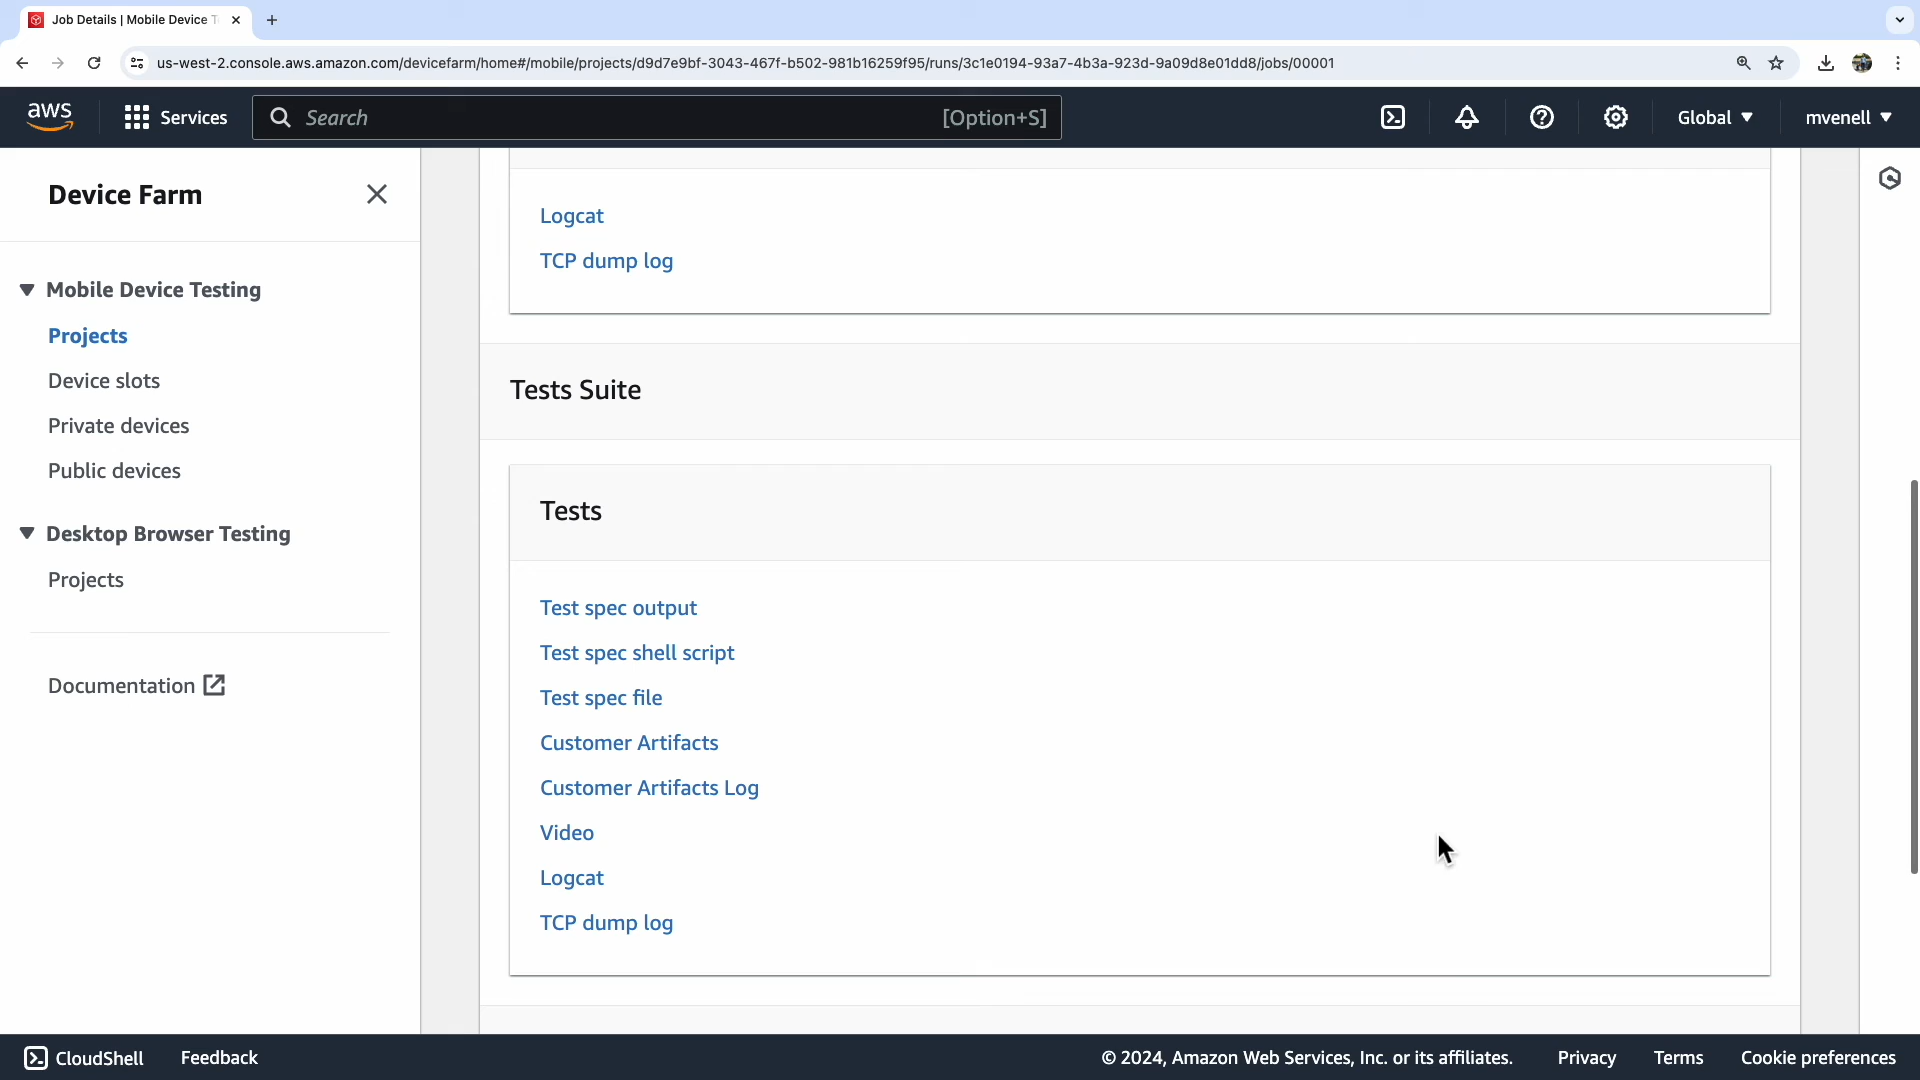 Job Details | Mobile Device T
us-west-2.console.aws.amazon.com/devicefarm/home#/mobile/projects/d9d7e9bf-3043-467f-b502-981b16259f95/runs/3c1e0194-93a7-4b3a-923d-9a09d8e01dd8/jobs/00001
aws
Services
Search
[Option+S]
Global
mvenell
Device Farm
Mobile Device Testing
Projects
Device slots
Private devices
Public devices
Desktop Browser Testing
Projects
Documentation
Logcat
TCP dump log
Tests Suite
Tests
Test spec output
Test spec shell script
Test spec file
Customer Artifacts
Customer Artifacts Log
Video
Logcat
TCP dump log
CloudShell
Feedback
© 2024, Amazon Web Services, Inc. or its affiliates.
Privacy
Terms
Cookie preferences